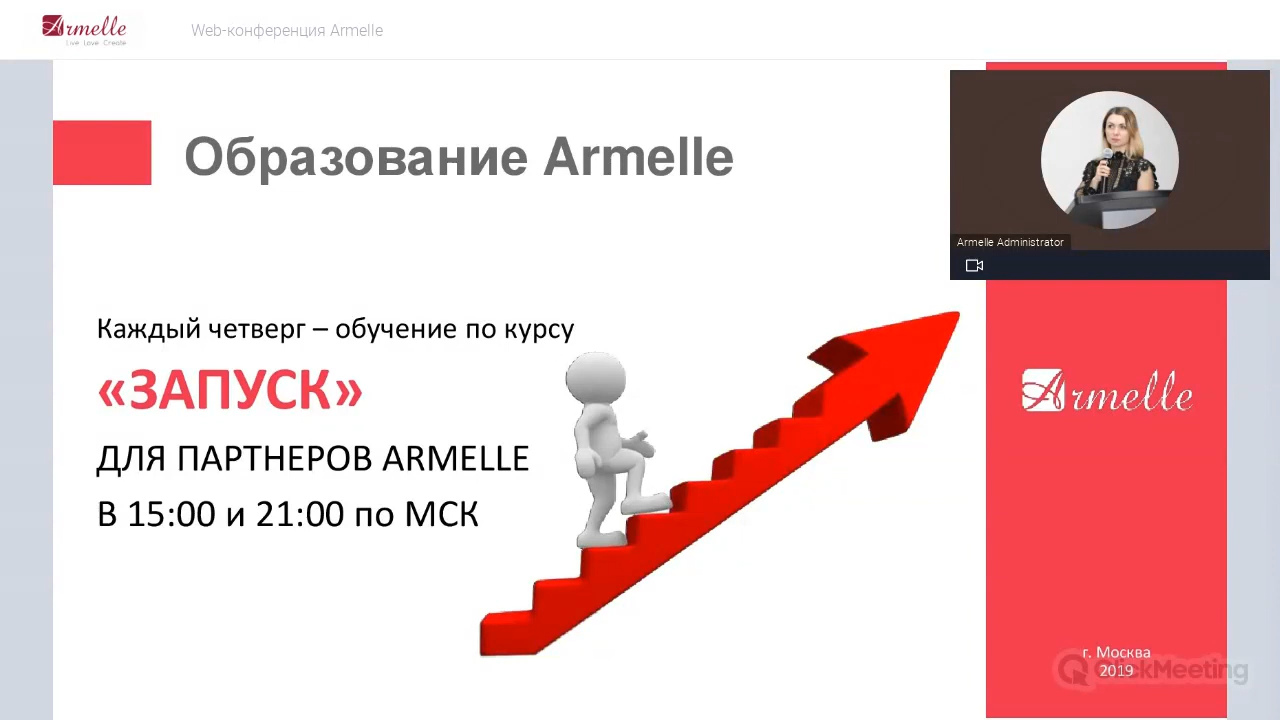 Armelle
Live Love Create
Web-конференция Armelle
Образование Armelle
Armelle Administrator
Каждый четверг – обучение по курсу
«ЗАПУСК»
ДЛЯ ПАРТНЕРОВ ARMELLE
В 15:00 и 21:00 по МСК
Armelle
г. Москва
2019
ClickMeeting